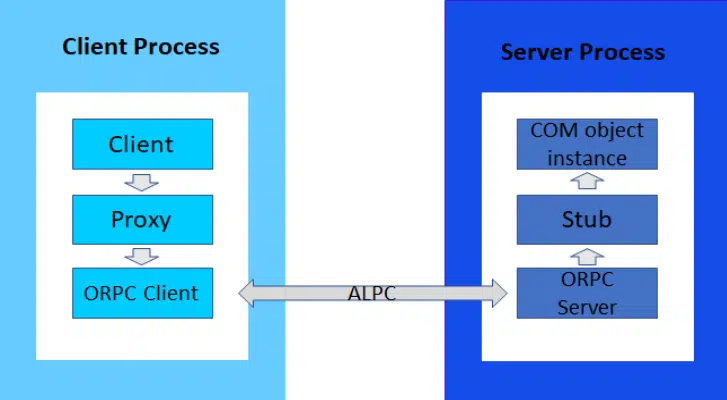 Client Process
Client
Proxy
ORPC Client
ALPC
Server Process
COM object
instance
Stub
ORPC
Server